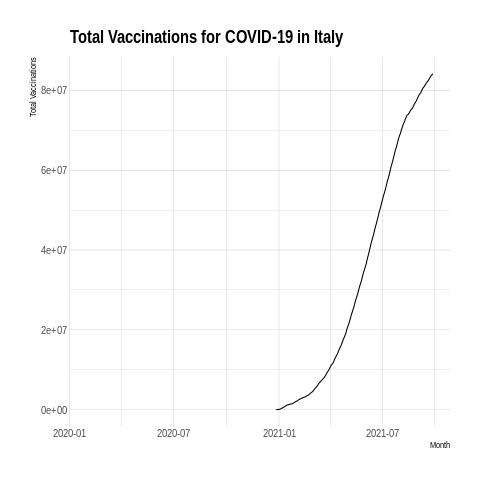 Total Vaccinations for COVID-19 in Italy
Total Vaccinations
8e+07
6e+07
4e+07
2e+07
0e+00
2020-01 2020-07 2021-01 2021-07
Month